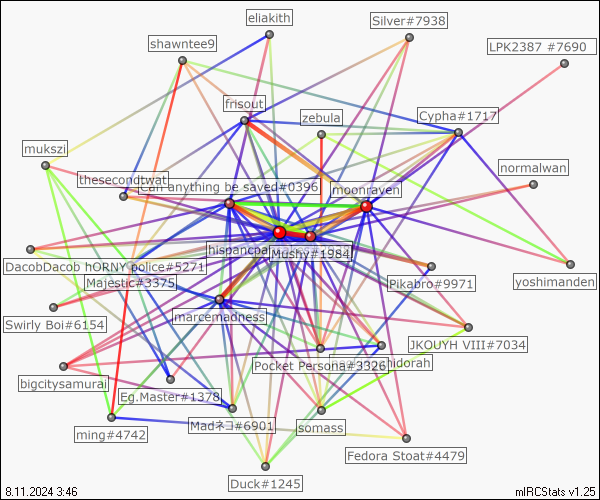 eliakith
Silver#7938
shawntee9
LPK2387 #7690
frisout
zebula
Cypha#1717
mukszi
normalwan
thesecondtwat
Can anything be saved#0396
moonraven
hispancpa
Mushy#1984
DacobDacob hORNY police#5271
Majestic#3375
Pikabro#9971
yoshimanden
Swirly Boi#6154
marcemadness
JKOUYH VIII#7034
Pocket Persona#3326
hidorah
bigcitysamurai
Eg.Master#1378
Madネコ#6901
somass
ming#4742
Fedora Stoat#4479
Duck#1245
8.11.2024 3:46
mIRCStats v1.25